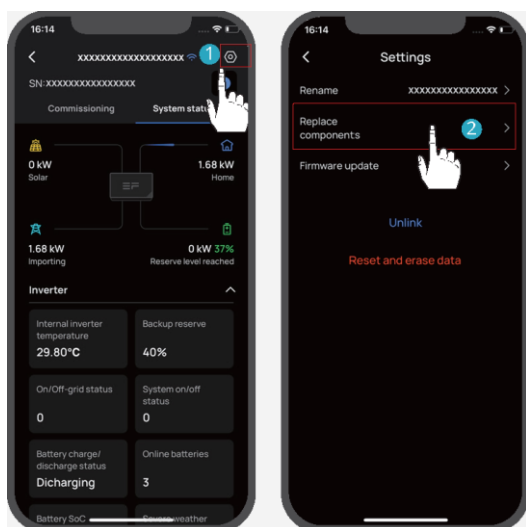 16:14
xxxxxxxxxxxxxxxxxxxx
1
SN:xxxxxxxxxxxxxxxx
Commissioning
0 kW
Solar
1.68 kW
Home
1.68 kW
Importing
0 kW 37%
Reserve level reached
Inverter
Internal inverter
temperature
29.80°C
Backup reserve
40%
On/Off-grid status
0
System on/off
status
0
Battery charge/
discharge status
Dicharging
Online batteries
3
Battery SoC
weather
16:14
Settings
Rename xxxxxxxxxxxxxxxx
Replace
components
2
Firmware update
Unlink
Reset and erase data